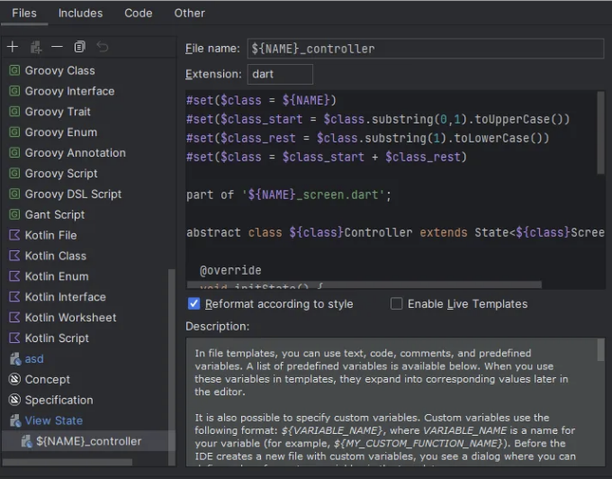 Files Includes Code Other
File name: ${NAME}_controller
Extension: dart
Groovy Class
Groovy Interface
Groovy Trait
Groovy Enum
Groovy Annotation
Groovy Script
Groovy DSL Script
Gant Script
Kotlin File
Kotlin Class
Kotlin Enum
Kotlin Interface
Kotlin Worksheet
Kotlin Script
asd
Concept
Specification
View State
${NAME}_controller
#set($class = ${NAME})
#set($class_start = $class.substring(0,1).toUpperCase())
#set($class_rest = $class.substring(1).toLowerCase())
#set($class = $class_start + $class_rest)
part of '${NAME}_screen.dart';
abstract class ${class}Controller extends State<${class}Scree
@override
void initState() {
Reformat according to style Enable Live Templates
Description:
In file templates, you can use text, code, comments, and predefined
variables. A list of predefined variables is available below. When you use
these variables in templates, they expand into corresponding values later in
the editor.
It is also possible to specify custom variables. Custom variables use the
following format: ${VARIABLE_NAME}, where VARIABLE_NAME is a name for
your variable (for example, ${MY_CUSTOM_FUNCTION_NAME}). Before the
IDE creates a new file with custom variables, you see a dialog where you can